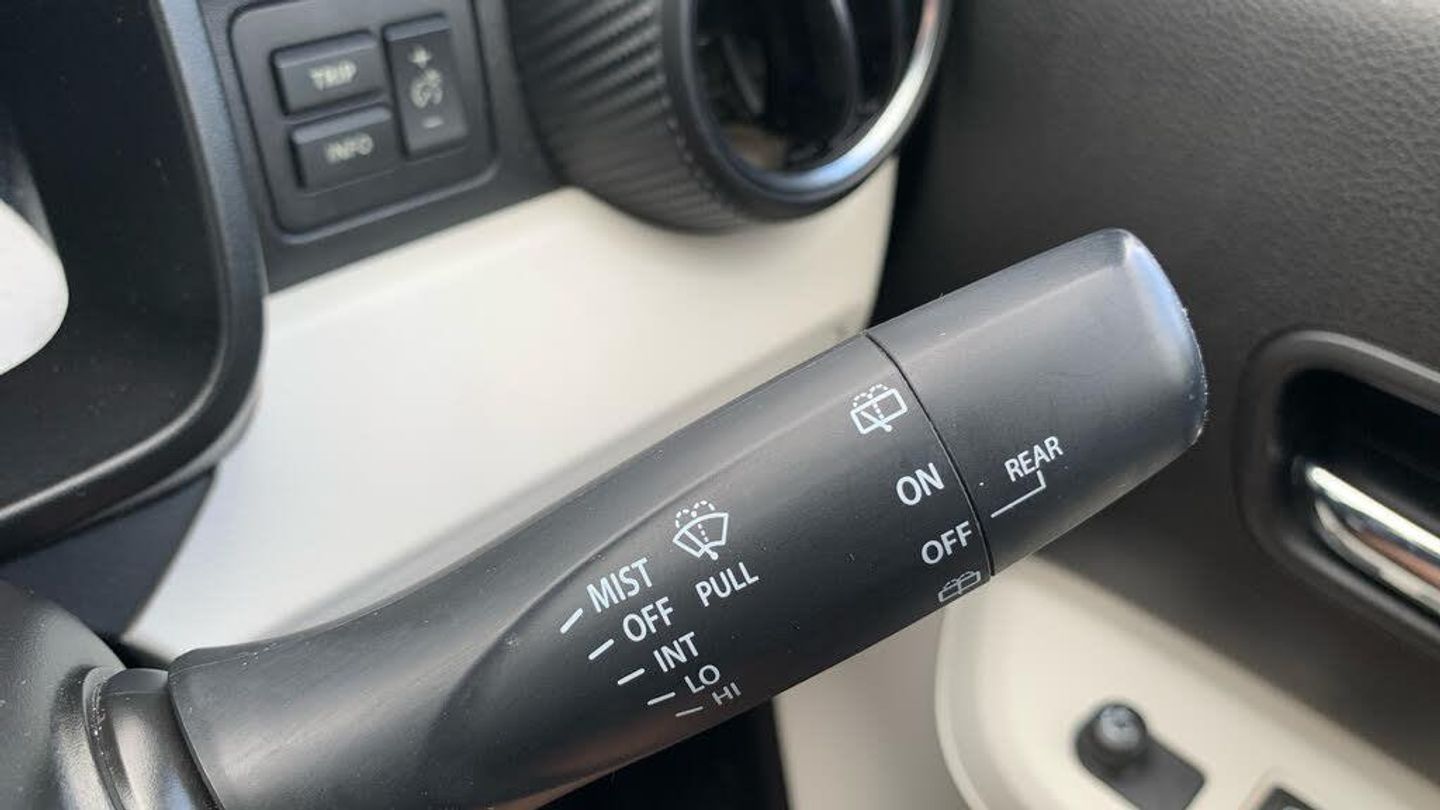 TRIP
+
INFO
-
REAR
ON
OFF
MIST
PULL
OFF
INT
LO
HI